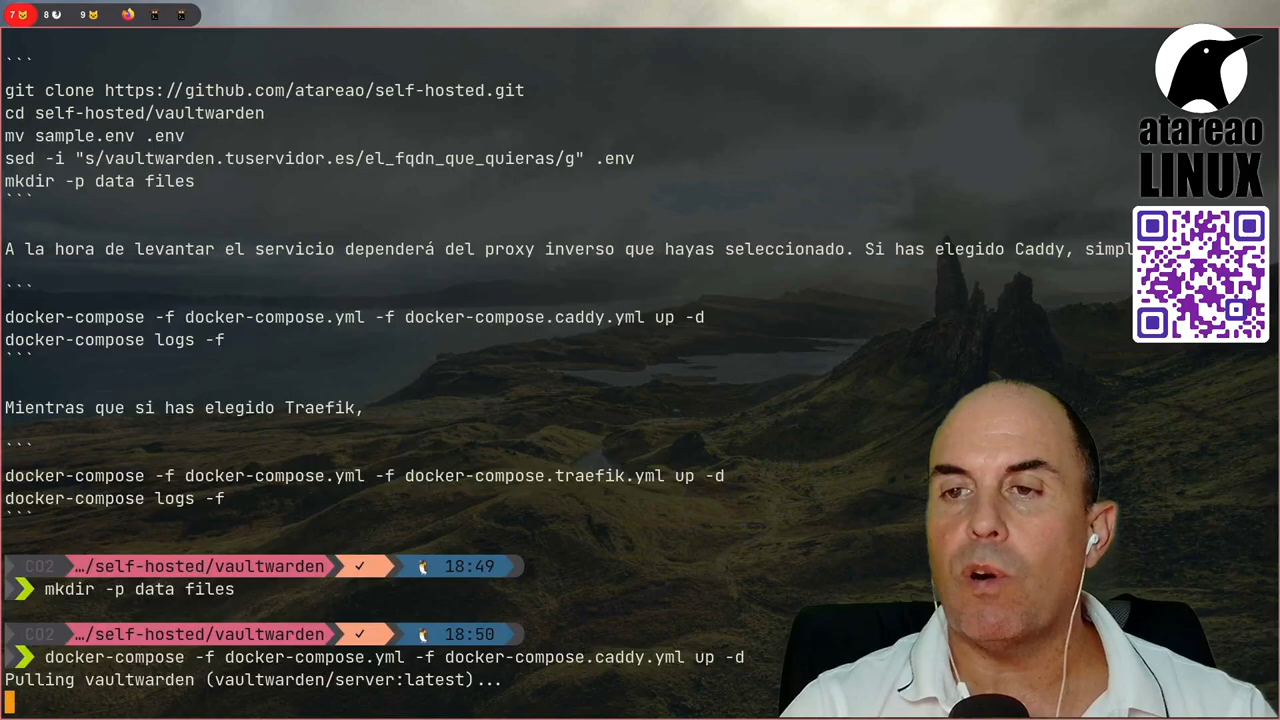 7 8 9
```
git clone https://github.com/atareao/self-hosted.git
cd self-hosted/vaultwarden
mv sample.env .env
sed -i "s/vaultwarden.tuservidor.es/el_fqdn_que_quieras/g" .env
mkdir -p data files
```
A la hora de levantar el servicio dependerá del proxy inverso que hayas seleccionado. Si has elegido Caddy, simpl
```
docker-compose -f docker-compose.yml -f docker-compose.caddy.yml up -d
docker-compose logs -f
```
Mientras que si has elegido Traefik,
```
docker-compose -f docker-compose.yml -f docker-compose.traefik.yml up -d
docker-compose logs -f
```
CO2 …/self-hosted/vaultwarden ✓ 18:49
mkdir -p data files
CO2 …/self-hosted/vaultwarden ✓ 18:50
docker-compose -f docker-compose.yml -f docker-compose.caddy.yml up -d
Pulling vaultwarden (vaultwarden/server:latest)...
atareao
LINUX